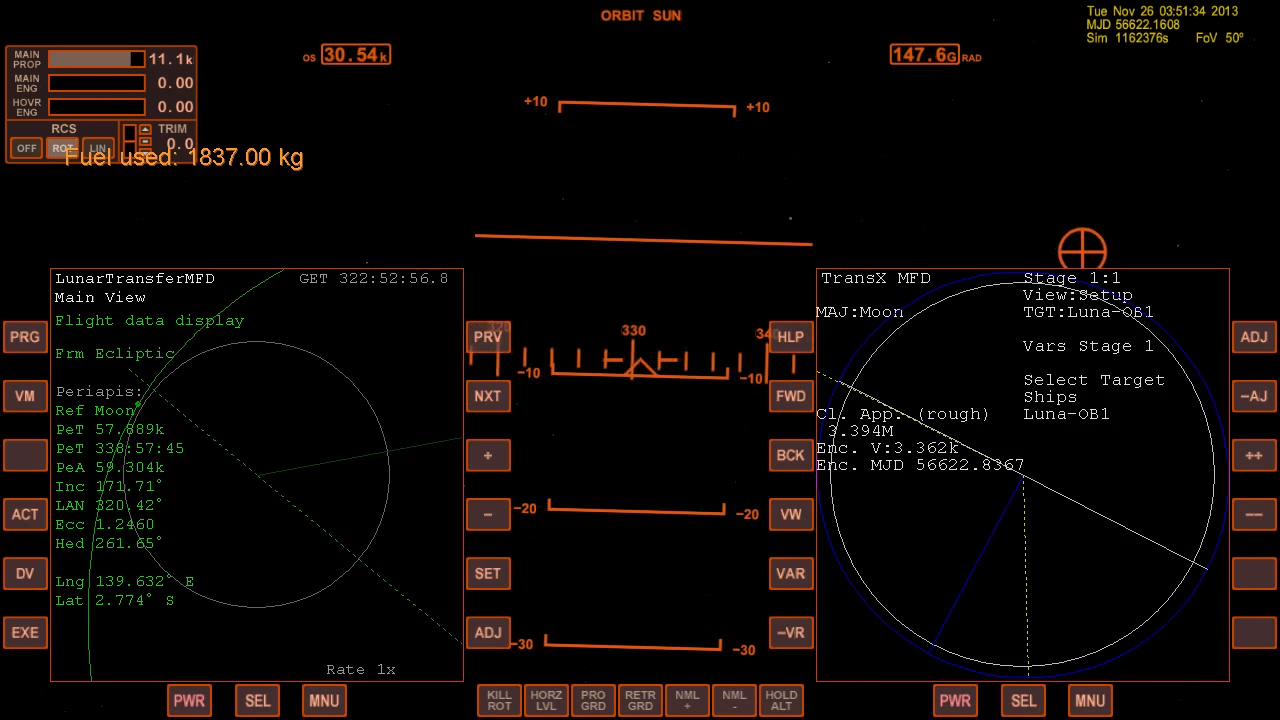 ORBIT SUN
Tue Nov 26 03:51:34 2013
MJD 56622.1608
Sim 1162376s FoV 50°
OS 30.54k
147.6G RAD
MAIN PROP 11.1k
MAIN ENG 0.00
HOVR ENG 0.00
RCS
TRIM
OFF ROT LIN 0.0
Fuel used: 1837.00 kg
+10 +10
330
-10 -10
-20 -20
-30 -30
LunarTransferMFD GET 322:52:56.8
Main View
Flight data display
Frm Ecliptic
Periapis:
Ref Moon
PeT 57.889k
PeT 338:57:45
PeA 59.304k
Inc 171.71°
LAN 320.42°
Ecc 1.2460
Hed 261.65°
Lng 139.632° E
Lat 2.774° S
Rate 1x
PRG
VM
ACT
DV
EXE
PRV
NXT
+
-
SET
ADJ
PWR SEL MNU
KILL ROT
HORZ LVL
PRO GRD
RETR GRD
NML +
NML -
HOLD ALT
TransX MFD Stage 1:1
View:Setup
MAJ:Moon TGT:Luna-OB1
Vars Stage 1
Select Target
Ships
Cl. App. (rough) Luna-OB1
3.394M
Enc. V:3.362k
Enc. MJD 56622.8367
HLP
FWD
BCK
VW
VAR
-VR
ADJ
-AJ
++
--
PWR SEL MNU